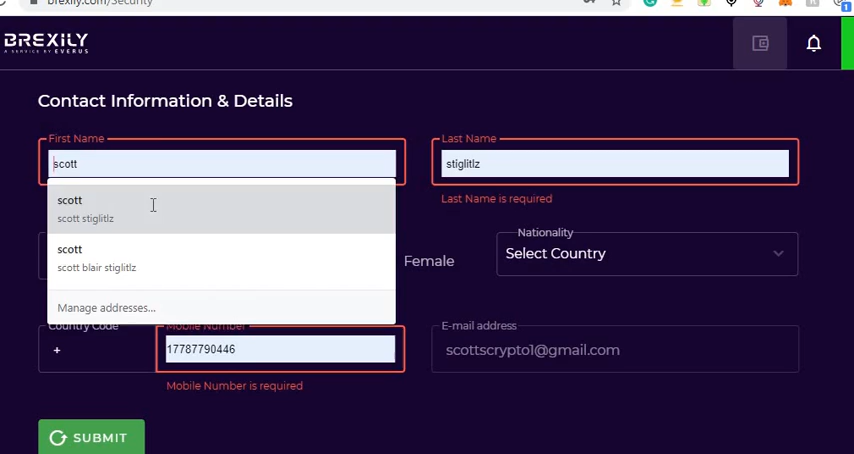 brexily.com/Security
BREXILY
A SERVICE BY EVERUS
Contact Information & Details
First Name
Last Name
scott
stiglitlz
Last Name is required
scott
scott stiglitlz
scott
scott blair stiglitlz
Manage addresses...
Female
Nationality
Select Country
Country Code
+
Mobile Number
17787790446
Mobile Number is required
E-mail address
scottscrypto1@gmail.com
SUBMIT
1